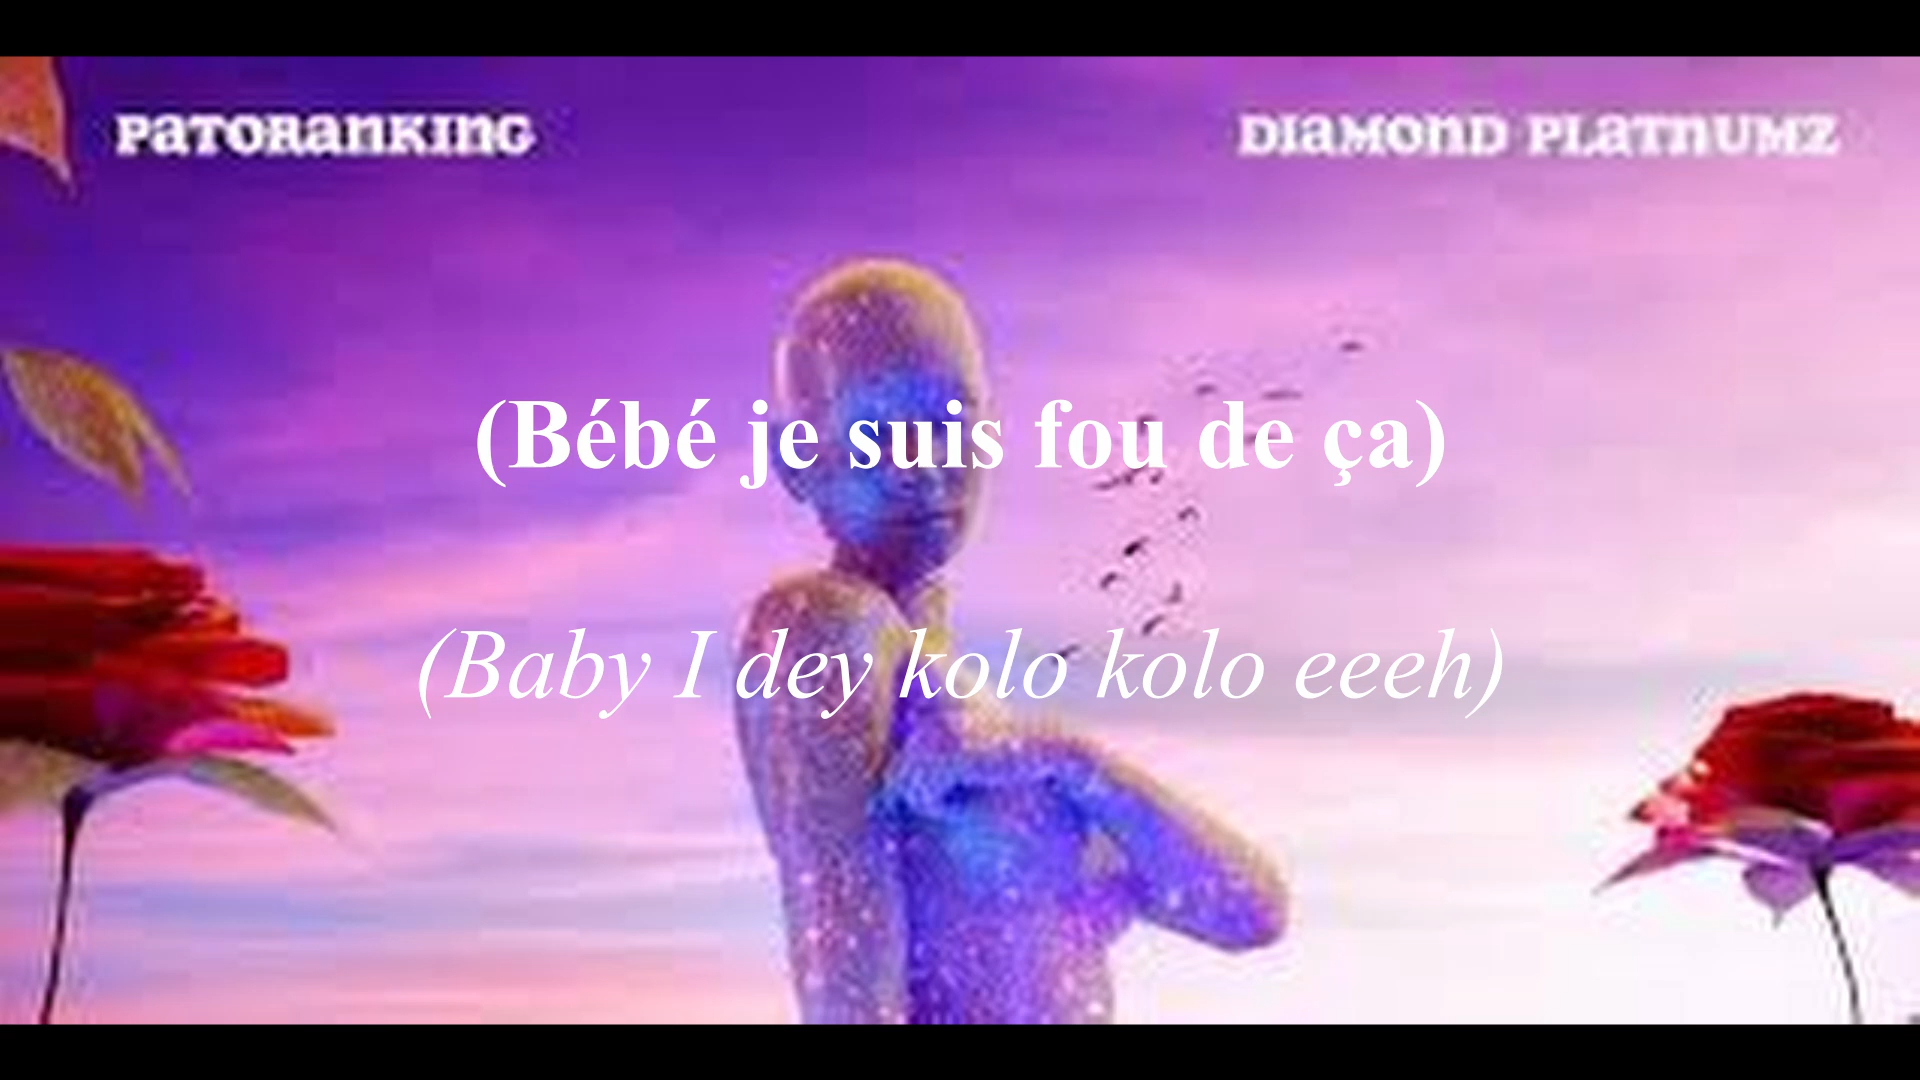 PATORANKING
DIAMOND PLATNUMZ
(Bébé je suis fou de ça)
(Baby I dey kolo kolo eeeh)